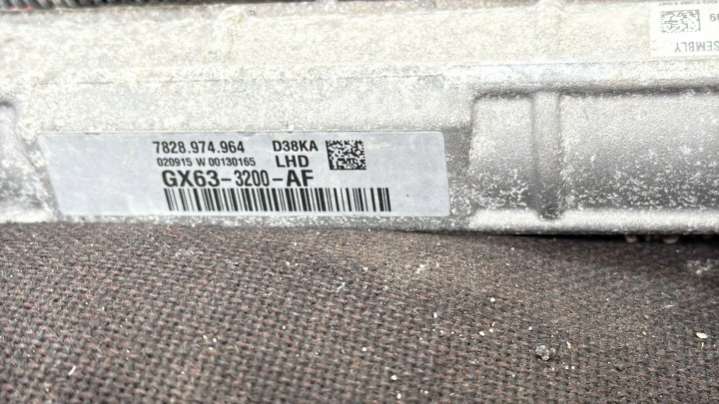 SEMBLY
7828.974.964 D38KA
020915 W 00130165 LHD
GX63-3200-AF